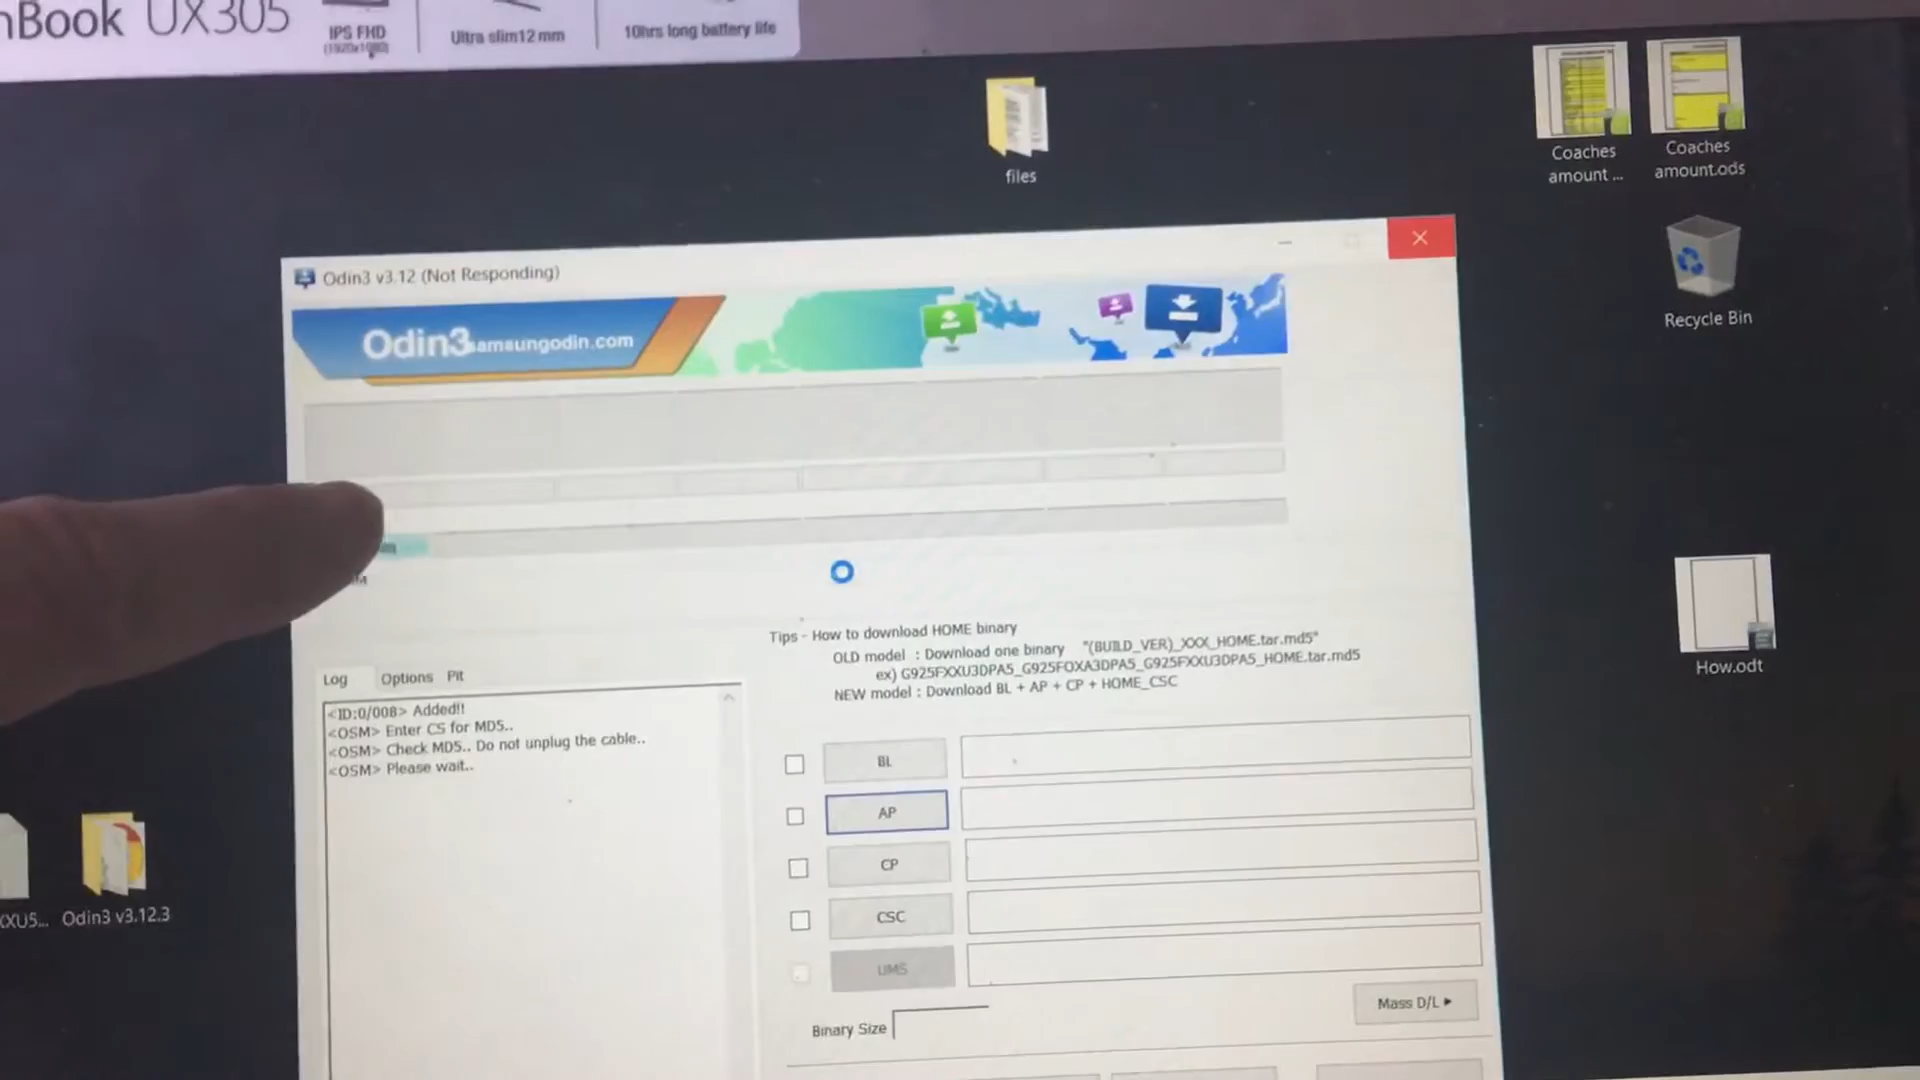 nBook UX305
IPS FHD
(1920x1080)
Ultra slim12 mm
10hrs long battery life
files
Coaches
amount ...
Coaches
amount.ods
Recycle Bin
Odin3 v3.12 (Not Responding)
Odin3
samsungodin.com
Tips - How to download HOME binary
OLD model : Download one binary "(BUILD_VER)_XXX_HOME.tar.md5"
ex) G925FXXU3DPA5_G925FOXA3DPA5_G925FXXU3DPA5_HOME.tar.md5
NEW model : Download BL + AP + CP + HOME_CSC
How.odt
Log
Options
Pit
<ID:0/008> Added!!
<OSM> Enter CS for MD5..
<OSM> Check MD5.. Do not unplug the cable..
<OSM> Please wait..
BL
AP
CP
CSC
UMS
XXU5...
Odin3 v3.12.3
Mass D/L
Binary Size